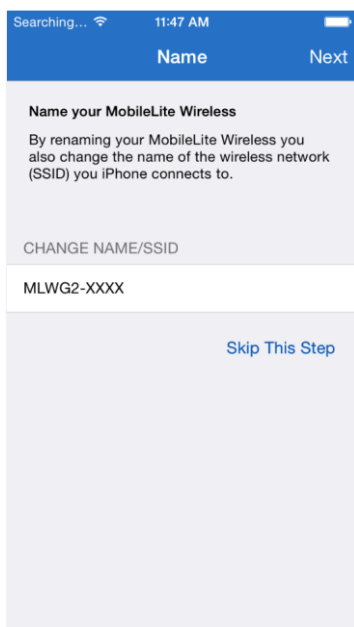 Searching... 11:47 AM
Name Next
Name your MobileLite Wireless
By renaming your MobileLite Wireless you
also change the name of the wireless network
(SSID) you iPhone connects to.
CHANGE NAME/SSID
MLWG2-XXXX
Skip This Step